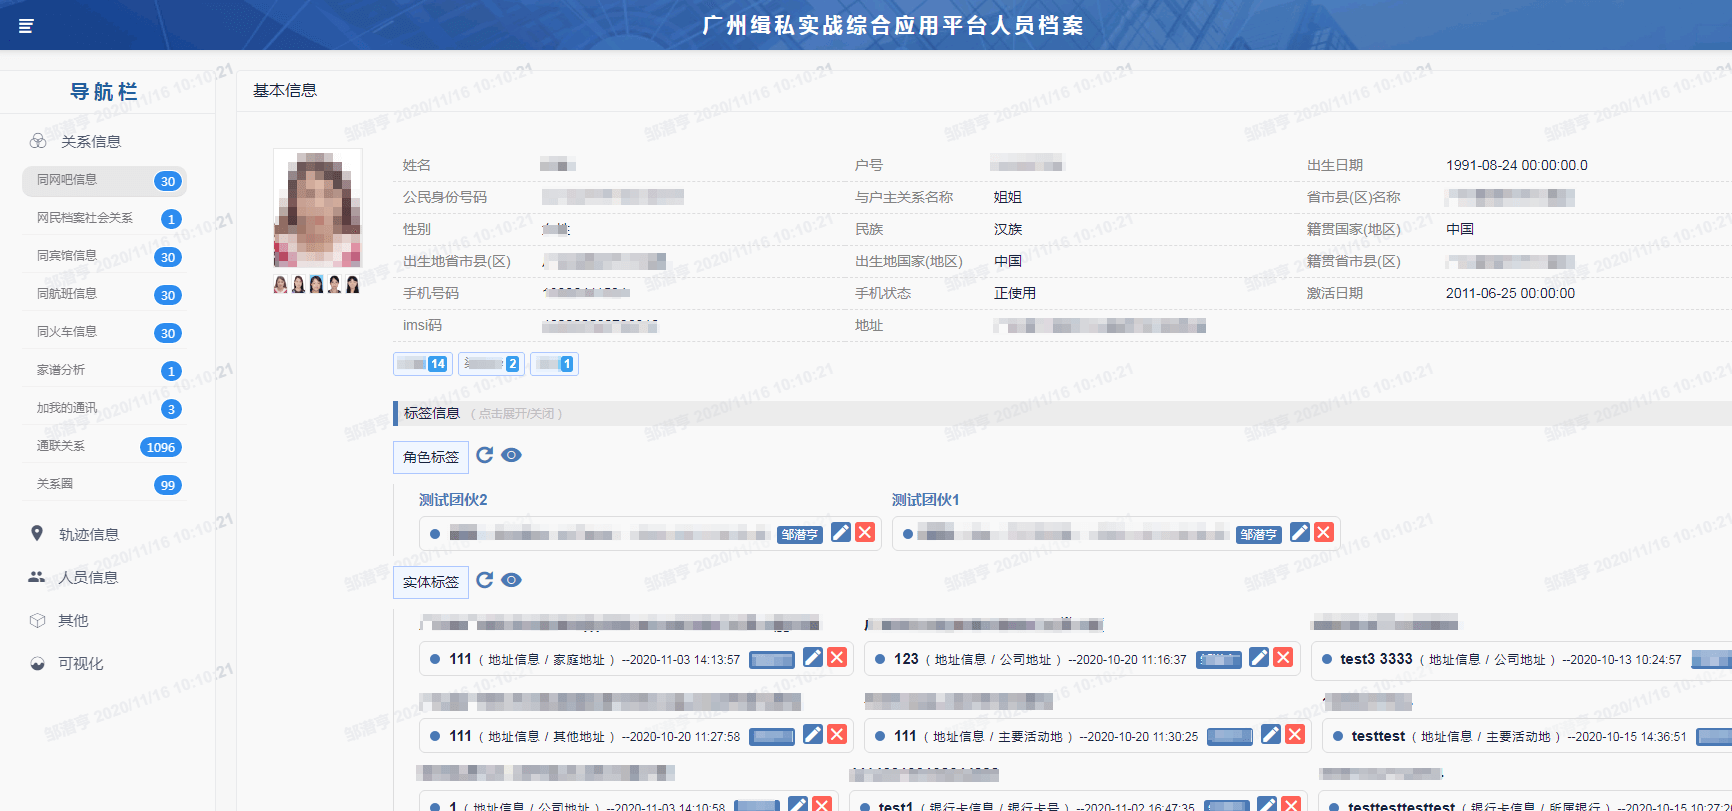 广州缉私实战综合应用平台人员档案
导航栏
关系信息
同网吧信息 30
网民档案社会关系 1
同宾馆信息 30
同航班信息 30
同火车信息 30
家谱分析 1
加我的通讯 3
通联关系 1096
关系圈 99
轨迹信息
人员信息
其他
可视化
基本信息
姓名 户号 出生日期 1991-08-24 00:00:00.0
公民身份号码 与户主关系名称 姐姐 省市县(区)名称
性别 民族 汉族 籍贯国家(地区) 中国
出生地省市县(区) 出生地国家(地区) 中国 籍贯省市县(区)
手机号码 手机状态 正使用 激活日期 2011-06-25 00:00:00
imsi码 地址
14 2 1
标签信息 (点击展开/关闭)
角色标签
测试团伙2 测试团伙1
邹潜亨 邹潜亨
实体标签
111 (地址信息 / 家庭地址) --2020-11-03 14:13:57
123 (地址信息 / 公司地址) --2020-10-20 11:16:37
test3 3333 (地址信息 / 公司地址) --2020-10-13 10:24:57
111 (地址信息 / 其他地址) --2020-10-20 11:27:58
111 (地址信息 / 主要活动地) --2020-10-20 11:30:25
testtest (地址信息 / 主要活动地) --2020-10-15 14:36:51
1 (地址信息 / 公司地址) --2020-11-03 14:10:58
test1 (银行卡信息 / 银行卡号) --2020-11-02 16:47:35
testtesttesttest (银行卡信息 / 所属银行) --2020-10-15 10:27:20
邹潜亨 2020/11/16 10:10:21